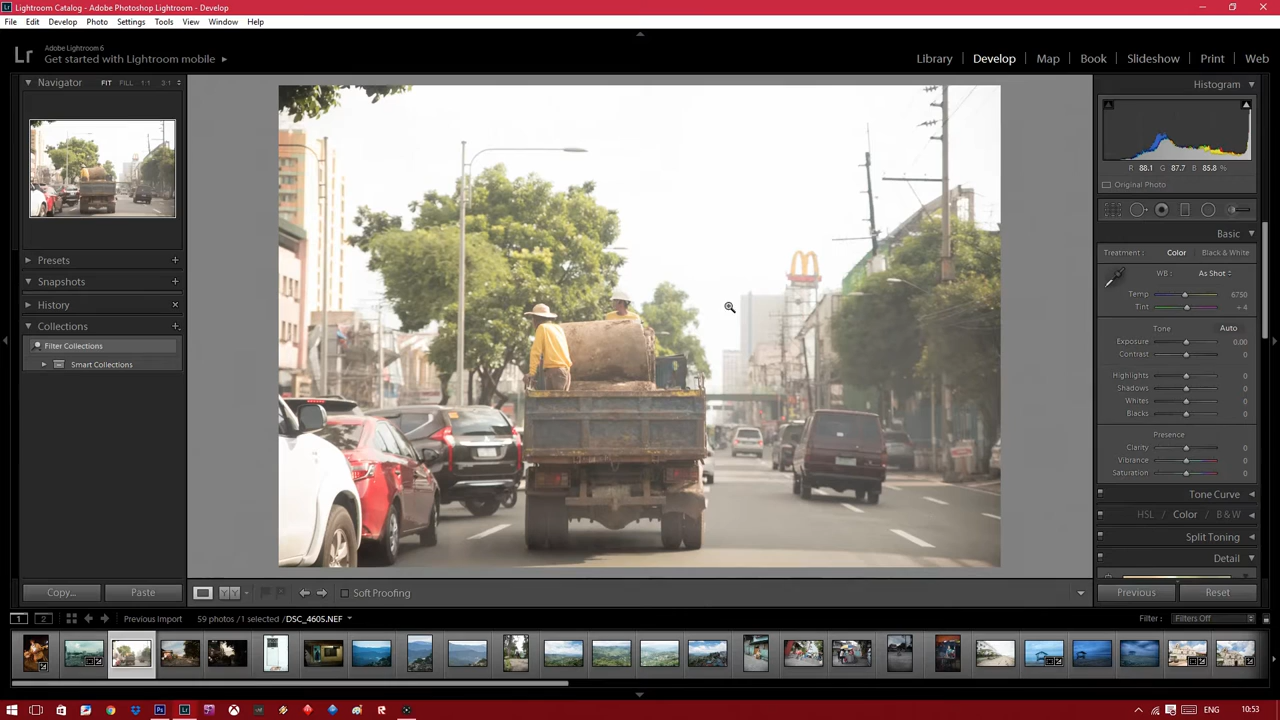 Lightroom Catalog - Adobe Photoshop Lightroom - Develop
File Edit Develop Photo Settings Tools View Window Help
Lr
Adobe Lightroom 6
Get started with Lightroom mobile
Library Develop Map Book Slideshow Print Web
Navigator FIT FILL 1:1 3:1
Presets
Snapshots
History
Collections
Filter Collections
Smart Collections
Copy... Paste
Soft Proofing
Histogram
R 88.1 G 87.7 B 85.8 %
Original Photo
Basic
Treatment: Color Black & White
WB: As Shot
Temp 6750
Tint + 4
Tone Auto
Exposure 0.00
Contrast 0
Highlights 0
Shadows 0
Whites 0
Blacks 0
Presence
Clarity 0
Vibrance 0
Saturation 0
Tone Curve
HSL / Color / B & W
Split Toning
Detail
Previous Reset
1 2 Previous Import 59 photos / 1 selected / DSC_4605.NEF Filter : Filters Off
ENG 10:53